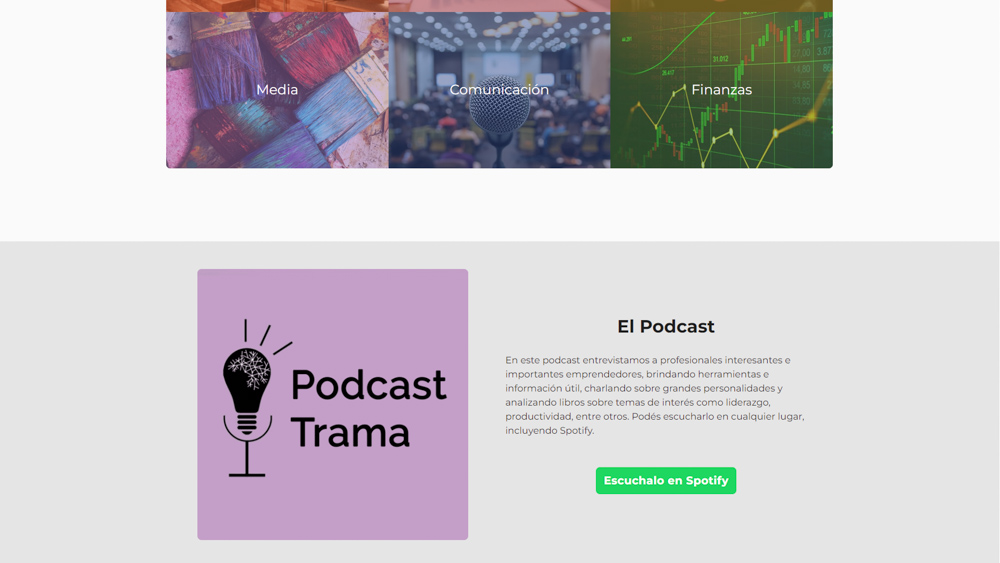 Media
Comunicación
Finanzas
31.012
Podcast
Trama
El Podcast
En este podcast entrevistamos a profesionales interesantes e
importantes emprendedores, brindando herramientas e
información útil, charlando sobre grandes personalidades y
analizando libros sobre temas de interés como liderazgo,
productividad, entre otros. Podés escucharlo en cualquier lugar,
incluyendo Spotify.
Escuchalo en Spotify